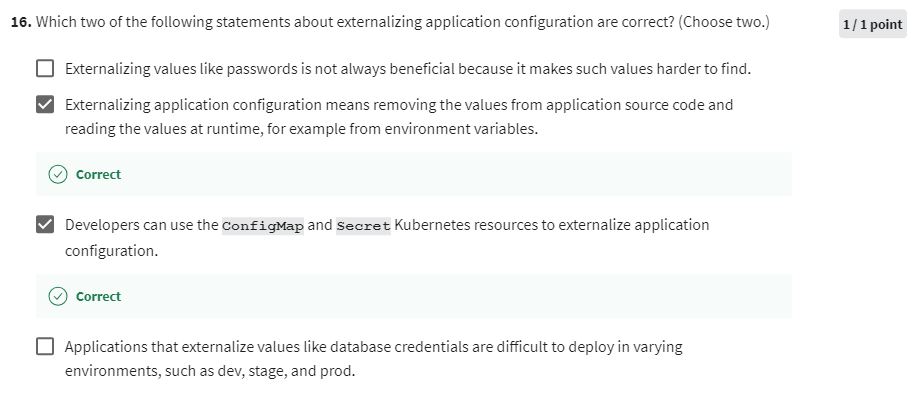 16. Which two of the following statements about externalizing application configuration are correct? (Choose two.)
1 / 1 point
Externalizing values like passwords is not always beneficial because it makes such values harder to find.
Externalizing application configuration means removing the values from application source code and
reading the values at runtime, for example from environment variables.
Correct
Developers can use the ConfigMap and Secret Kubernetes resources to externalize application
configuration.
Correct
Applications that externalize values like database credentials are difficult to deploy in varying
environments, such as dev, stage, and prod.